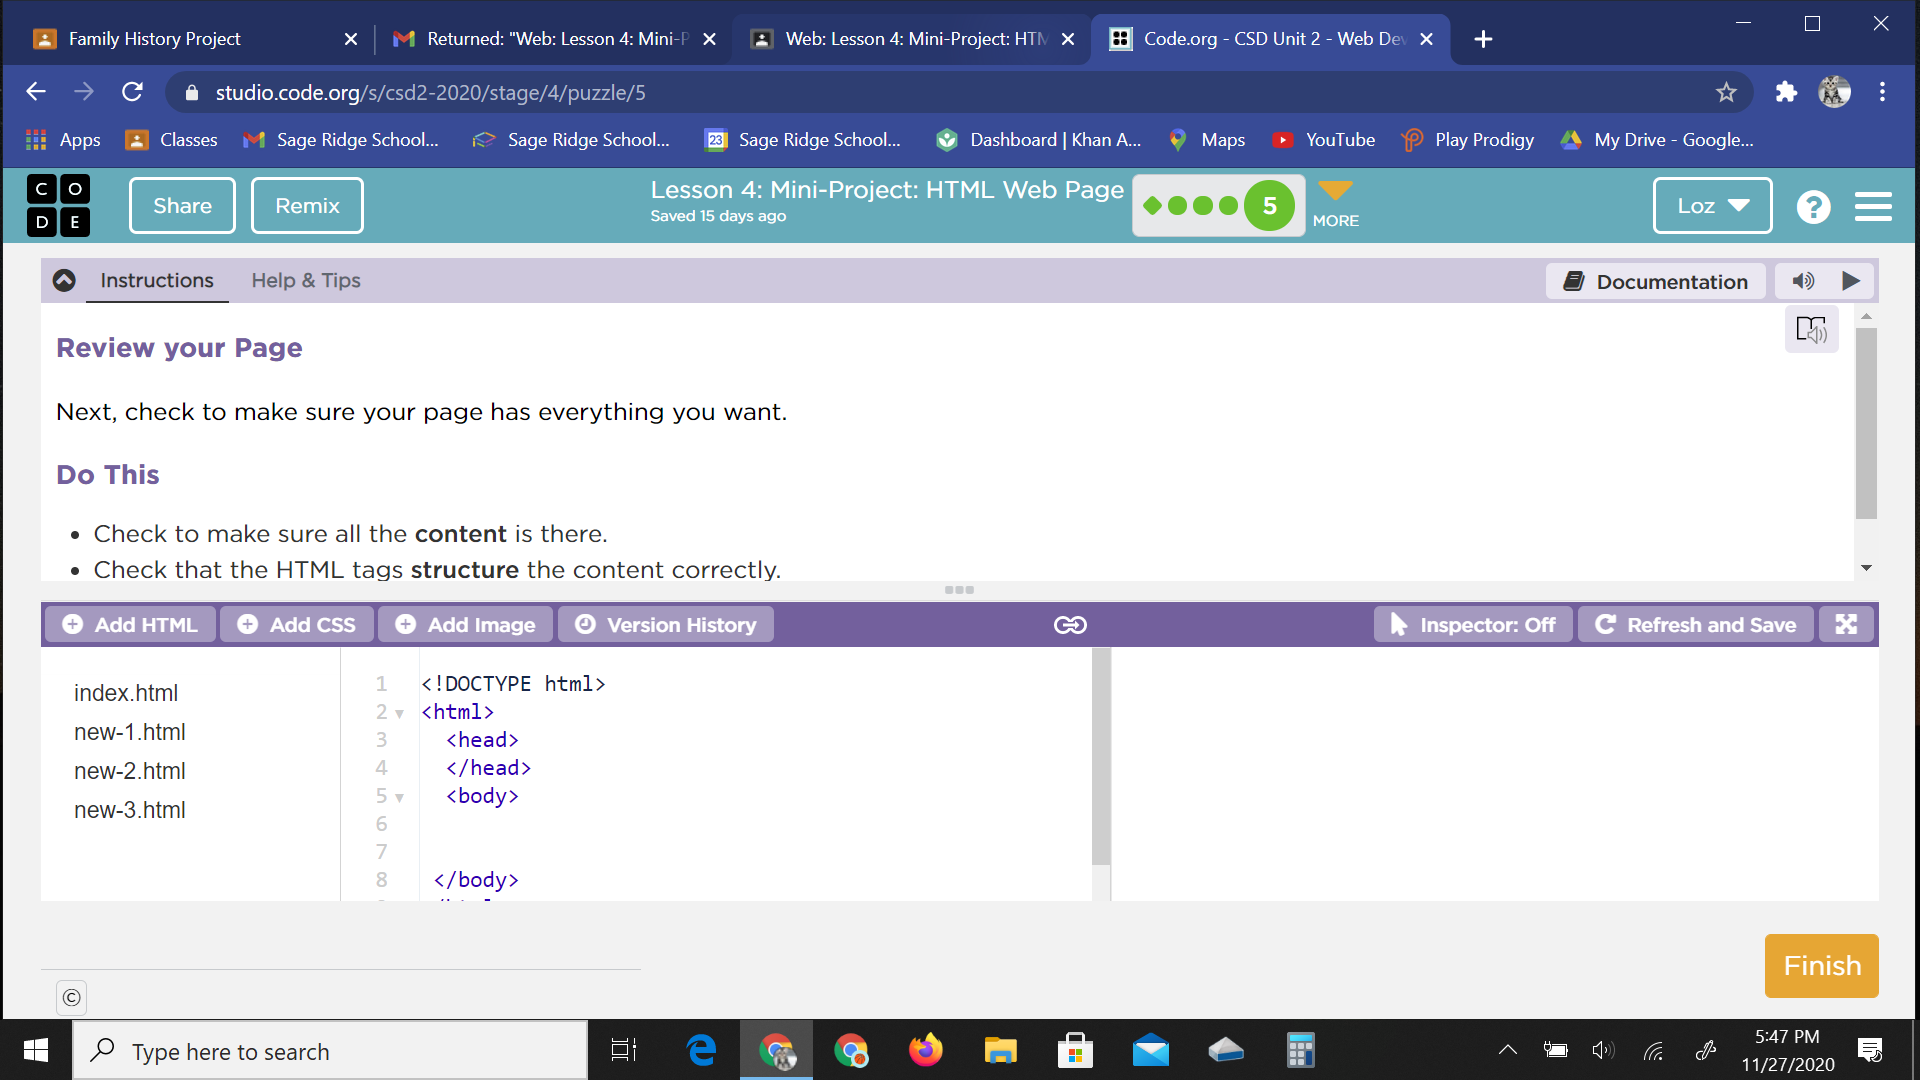 Family History Project
Returned: "Web: Lesson 4: Mini-P
Web: Lesson 4: Mini-Project: HTM
Code.org - CSD Unit 2 - Web Dev
studio.code.org/s/csd2-2020/stage/4/puzzle/5
Apps
Classes
Sage Ridge School...
Sage Ridge School...
23
Sage Ridge School...
Dashboard | Khan A...
Maps
YouTube
Play Prodigy
My Drive - Google...
C O
D E
Share
Remix
Lesson 4: Mini-Project: HTML Web Page
Saved 15 days ago
5
MORE
Loz
?
Instructions
Help & Tips
Documentation
Review your Page
Next, check to make sure your page has everything you want.
Do This
• Check to make sure all the content is there.
• Check that the HTML tags structure the content correctly.
Add HTML
Add CSS
Add Image
Version History
Inspector: Off
Refresh and Save
index.html
new-1.html
new-2.html
new-3.html
1 <!DOCTYPE html>
2 <html>
3 <head>
4 </head>
5 <body>
6
7
8 </body>
Finish
©
Type here to search
5:47 PM
11/27/2020